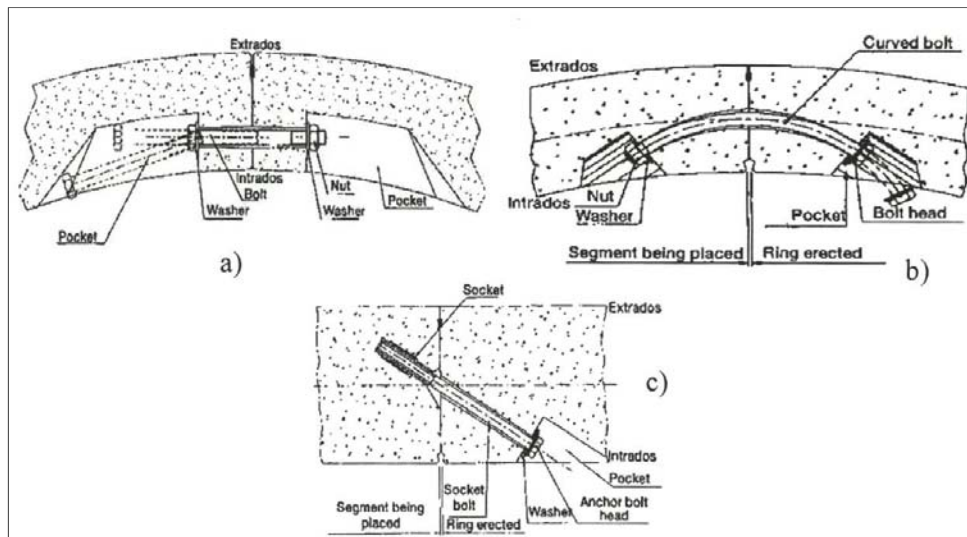 Extrados
Intrados
Bolt
Washer
Nut
Washer
Pocket
Pocket
a)
Curved bolt
Extrados
Intrados
Nut
Washer
Pocket
Bolt head
Segment being placed
Ring erected
b)
Socket
Extrados
c)
Intrados
Pocket
Socket
bolt
Washer
Anchor bolt
head
Segment being
placed
Ring erected